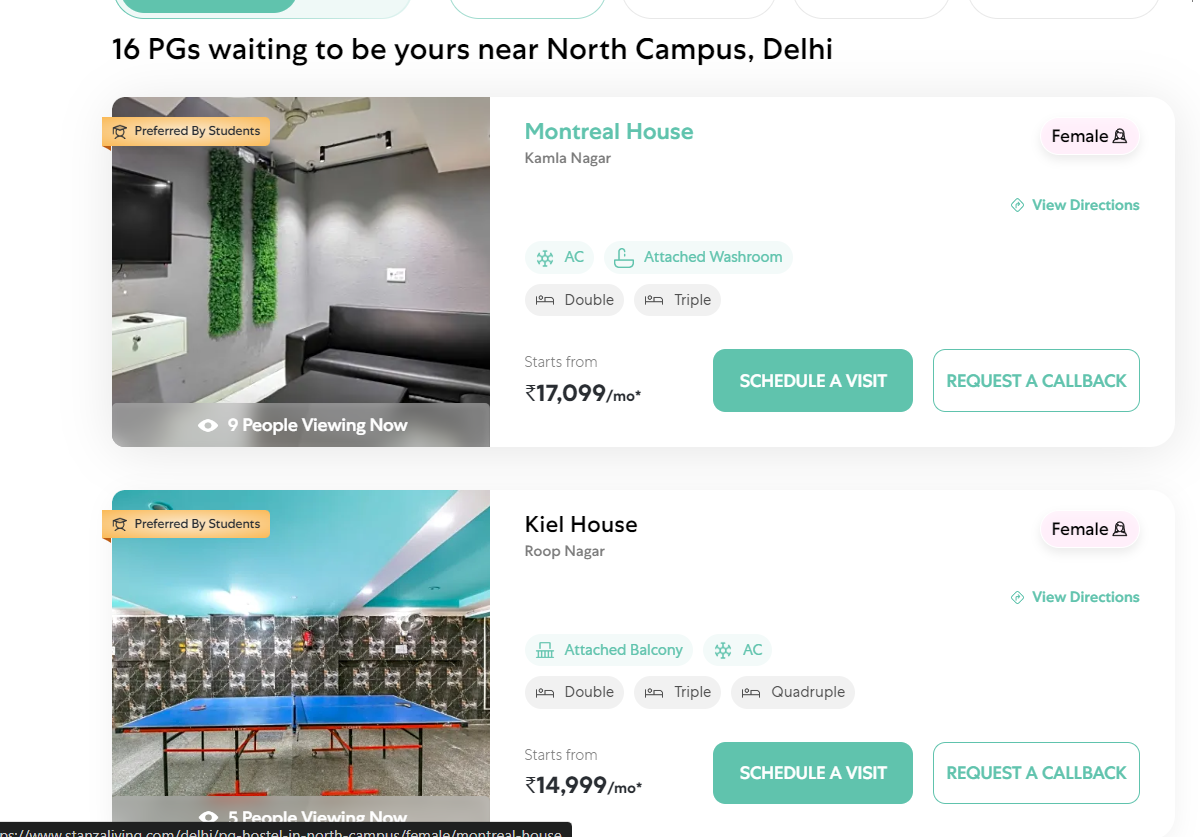 16 PGs waiting to be yours near North Campus, Delhi
Preferred By Students
Montreal House
Female
Kamla Nagar
View Directions
AC
Attached Washroom
Double
Triple
Starts from
₹17,099/mo*
SCHEDULE A VISIT
REQUEST A CALLBACK
9 People Viewing Now
Preferred By Students
Kiel House
Female
Roop Nagar
View Directions
Attached Balcony
AC
Double
Triple
Quadruple
Starts from
₹14,999/mo*
SCHEDULE A VISIT
REQUEST A CALLBACK
5 People Viewing Now
ps://www.stanzaliving.com/delhi/pg-hostel-in-north-campus/female/montreal-house